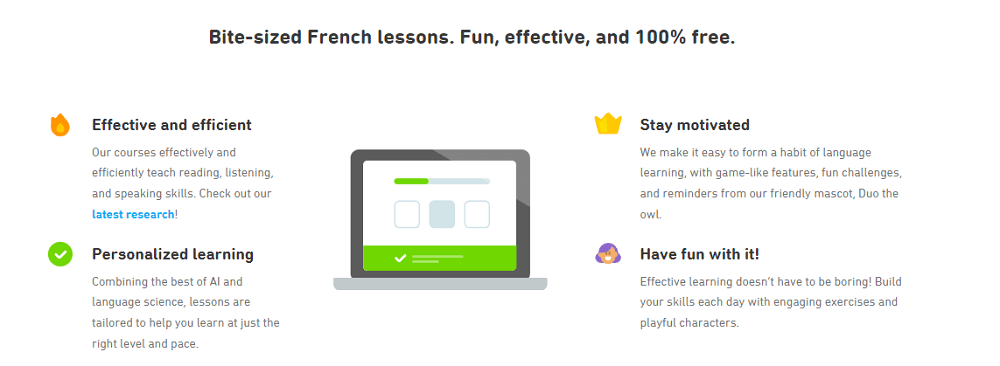 Bite-sized French lessons. Fun, effective, and 100% free.
Effective and efficient
Our courses effectively and
efficiently teach reading, listening,
and speaking skills. Check out our
latest research!
Personalized learning
Combining the best of AI and
language science, lessons are
tailored to help you learn at just the
right level and pace.
Stay motivated
We make it easy to form a habit of language
learning, with game-like features, fun challenges,
and reminders from our friendly mascot, Duo the
owl.
Have fun with it!
Effective learning doesn’t have to be boring! Build
your skills each day with engaging exercises and
playful characters.